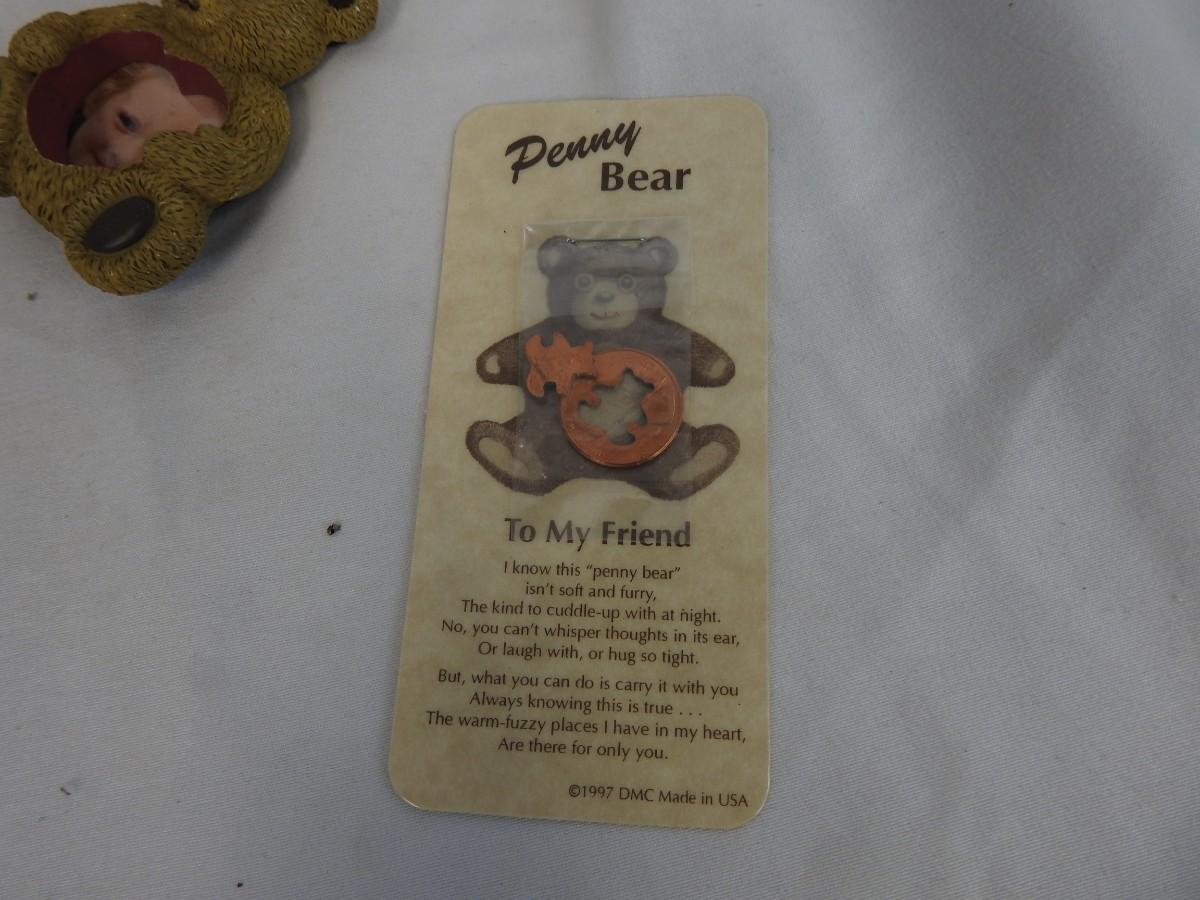 Penny
Bear
To My Friend
I know this “penny bear”
isn’t soft and furry,
The kind to cuddle-up with at night.
No, you can’t whisper thoughts in its ear,
Or laugh with, or hug so tight.
But, what you can do is carry it with you
Always knowing this is true . . .
The warm-fuzzy places I have in my heart,
Are there for only you.
©1997 DMC Made in USA